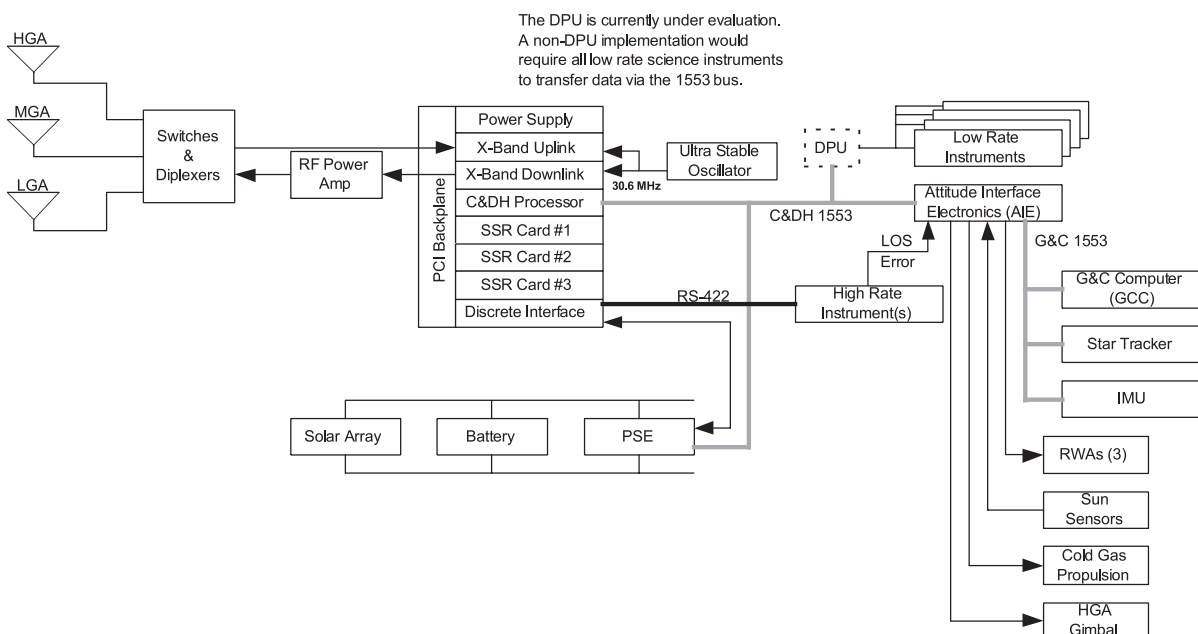 The DPU is currently under evaluation.
A non-DPU implementation would
require all low rate science instruments
to transfer data via the 1553 bus.
HGA
MGA
LGA
Switches
&
Diplexers
RF Power
Amp
PCI Backplane
Power Supply
X-Band Uplink
X-Band Downlink
C&DH Processor
SSR Card #1
SSR Card #2
SSR Card #3
Discrete Interface
30.6 MHz
Ultra Stable
Oscillator
DPU
Low Rate
Instruments
C&DH 1553
Attitude Interface
Electronics (AIE)
LOS
Error
G&C 1553
RS-422
High Rate
Instrument(s)
G&C Computer
(GCC)
Star Tracker
IMU
Solar Array
Battery
PSE
RWAs (3)
Sun
Sensors
Cold Gas
Propulsion
HGA
Gimbal